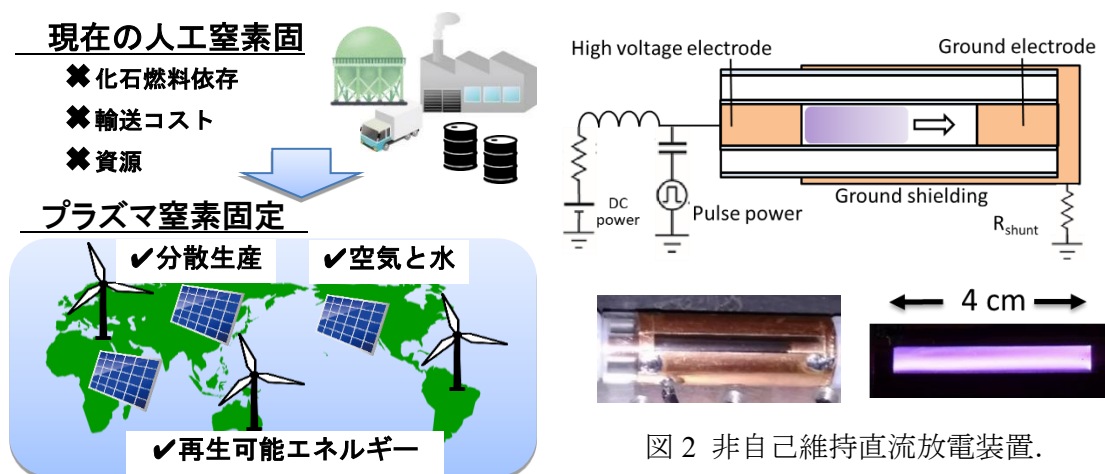 現在の人工窒素固
✖化石燃料依存
✖輸送コスト
✖資源
プラズマ窒素固定
✔分散生産
✔空気と水
✔再生可能エネルギー
High voltage electrode
Ground electrode
DC
power
Pulse power
Ground shielding
Rshunt
4 cm
図 2 非自己維持直流放電装置.